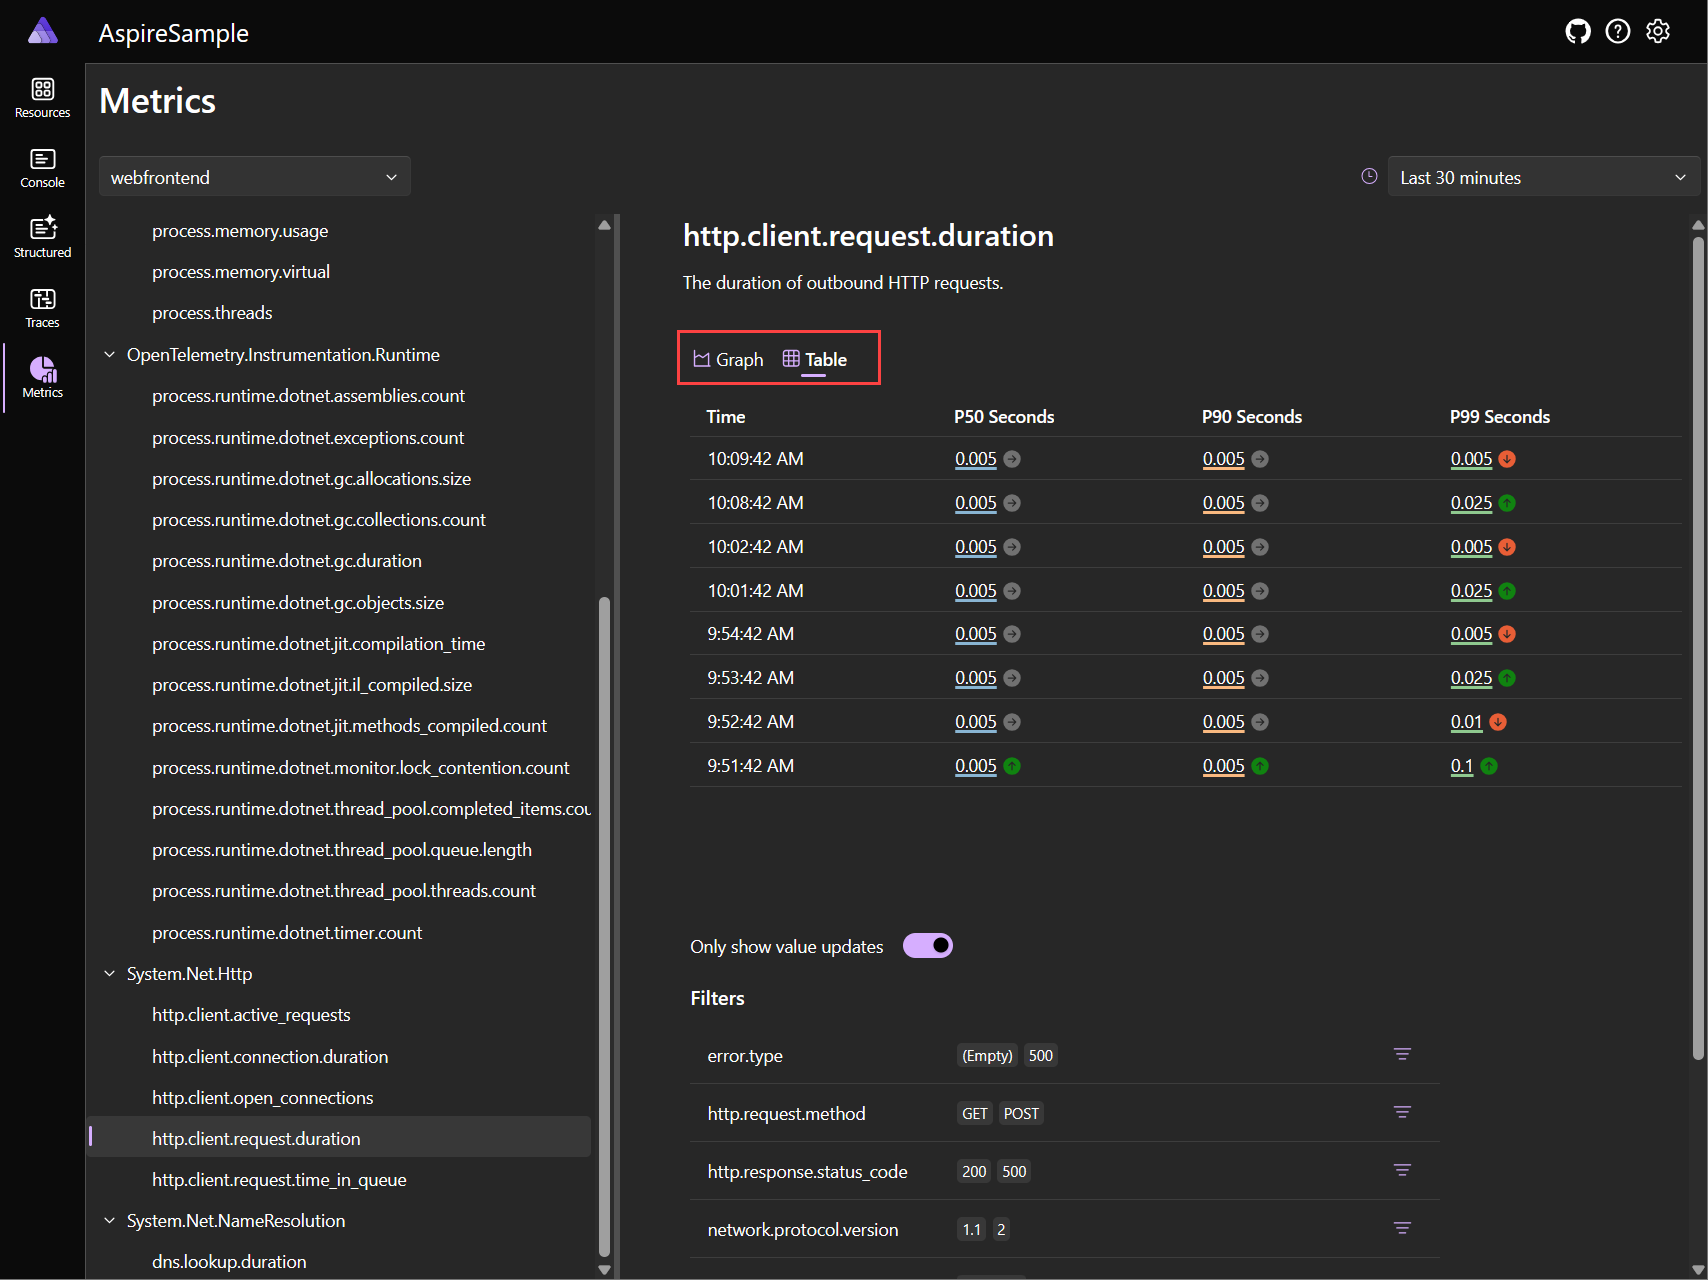 AspireSample
Resources
Console
Structured
Traces
Metrics
Metrics
webfrontend
Last 30 minutes
process.memory.usage
process.memory.virtual
process.threads
OpenTelemetry.Instrumentation.Runtime
process.runtime.dotnet.assemblies.count
process.runtime.dotnet.exceptions.count
process.runtime.dotnet.gc.allocations.size
process.runtime.dotnet.gc.collections.count
process.runtime.dotnet.gc.duration
process.runtime.dotnet.gc.objects.size
process.runtime.dotnet.jit.compilation_time
process.runtime.dotnet.jit.il_compiled.size
process.runtime.dotnet.jit.methods_compiled.count
process.runtime.dotnet.monitor.lock_contention.count
process.runtime.dotnet.thread_pool.completed_items.cou
process.runtime.dotnet.thread_pool.queue.length
process.runtime.dotnet.thread_pool.threads.count
process.runtime.dotnet.timer.count
System.Net.Http
http.client.active_requests
http.client.connection.duration
http.client.open_connections
http.client.request.duration
http.client.request.time_in_queue
System.Net.NameResolution
dns.lookup.duration
http.client.request.duration
The duration of outbound HTTP requests.
Graph Table
Time P50 Seconds P90 Seconds P99 Seconds
10:09:42 AM 0.005 0.005 0.005
10:08:42 AM 0.005 0.005 0.025
10:02:42 AM 0.005 0.005 0.005
10:01:42 AM 0.005 0.005 0.025
9:54:42 AM 0.005 0.005 0.005
9:53:42 AM 0.005 0.005 0.025
9:52:42 AM 0.005 0.005 0.01
9:51:42 AM 0.005 0.005 0.1
Only show value updates
Filters
error.type (Empty) 500
http.request.method GET POST
http.response.status_code 200 500
network.protocol.version 1.1 2